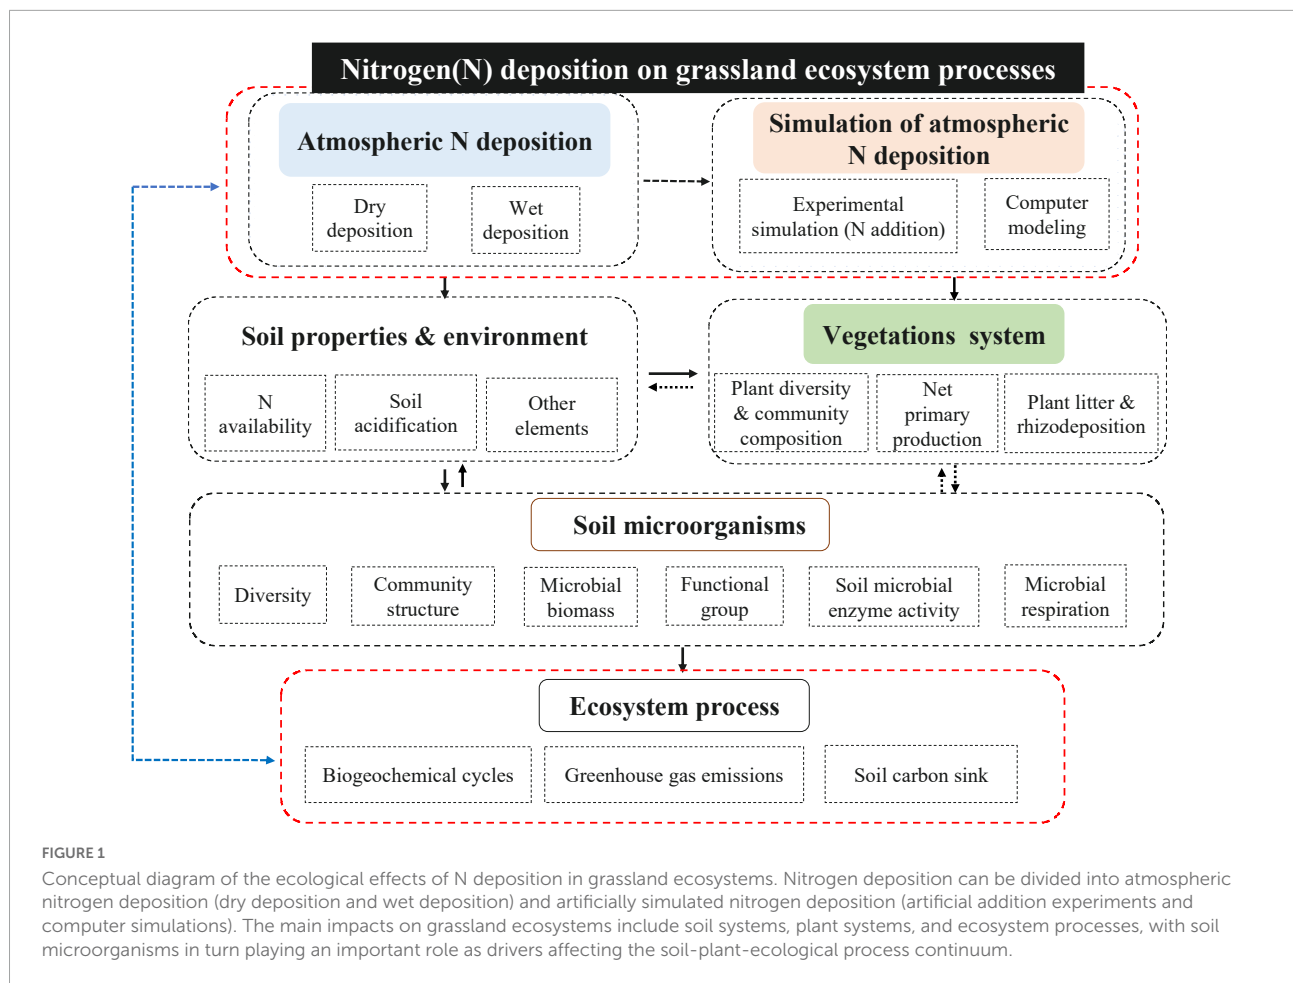 Nitrogen(N) deposition on grassland ecosystem processes
Atmospheric N deposition
Dry
deposition
Wet
deposition
Simulation of atmospheric
N deposition
Experimental
simulation (N addition)
Computer
modeling
Soil properties & environment
N
availability
Soil
acidification
Other
elements
Vegetations system
Plant diversity
& community
composition
Net
primary
production
Plant litter &
rhizodeposition
Soil microorganisms
Diversity
Community
structure
Microbial
biomass
Functional
group
Soil microbial
enzyme activity
Microbial
respiration
Ecosystem process
Biogeochemical cycles
Greenhouse gas emissions
Soil carbon sink
FIGURE 1
Conceptual diagram of the ecological effects of N deposition in grassland ecosystems. Nitrogen deposition can be divided into atmospheric
nitrogen deposition (dry deposition and wet deposition) and artificially simulated nitrogen deposition (artificial addition experiments and
computer simulations). The main impacts on grassland ecosystems include soil systems, plant systems, and ecosystem processes, with soil
microorganisms in turn playing an important role as drivers affecting the soil-plant-ecological process continuum.